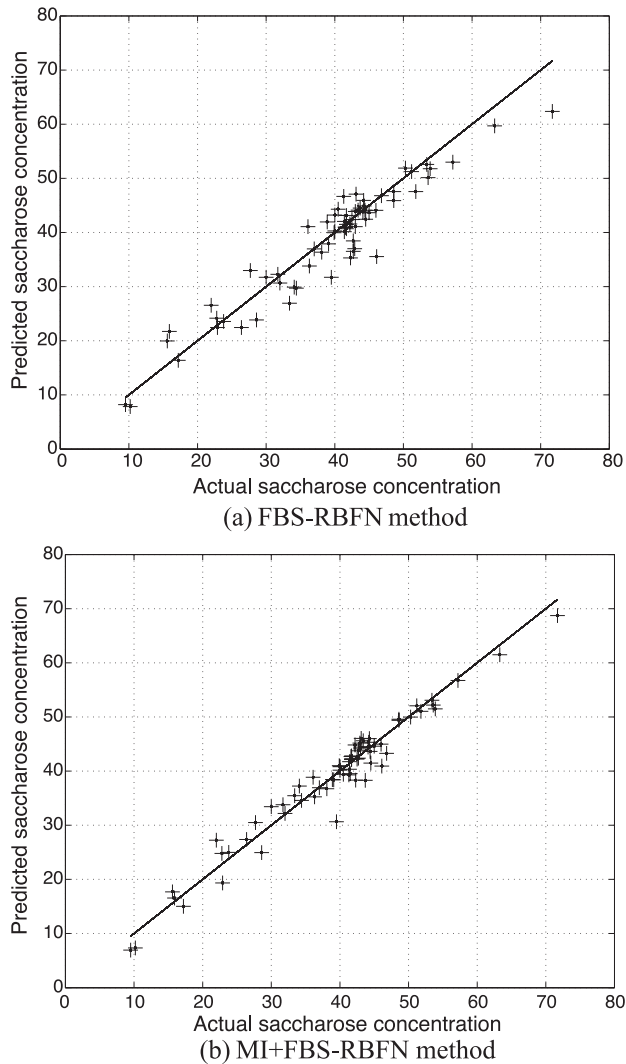 80
70
60
50
40
30
20
10
0
Predicted saccharose concentration
0 10 20 30 40 50 60 70 80
Actual saccharose concentration
(a) FBS-RBFN method
80
70
60
50
40
30
20
10
0
Predicted saccharose concentration
0 10 20 30 40 50 60 70 80
Actual saccharose concentration
(b) MI+FBS-RBFN method